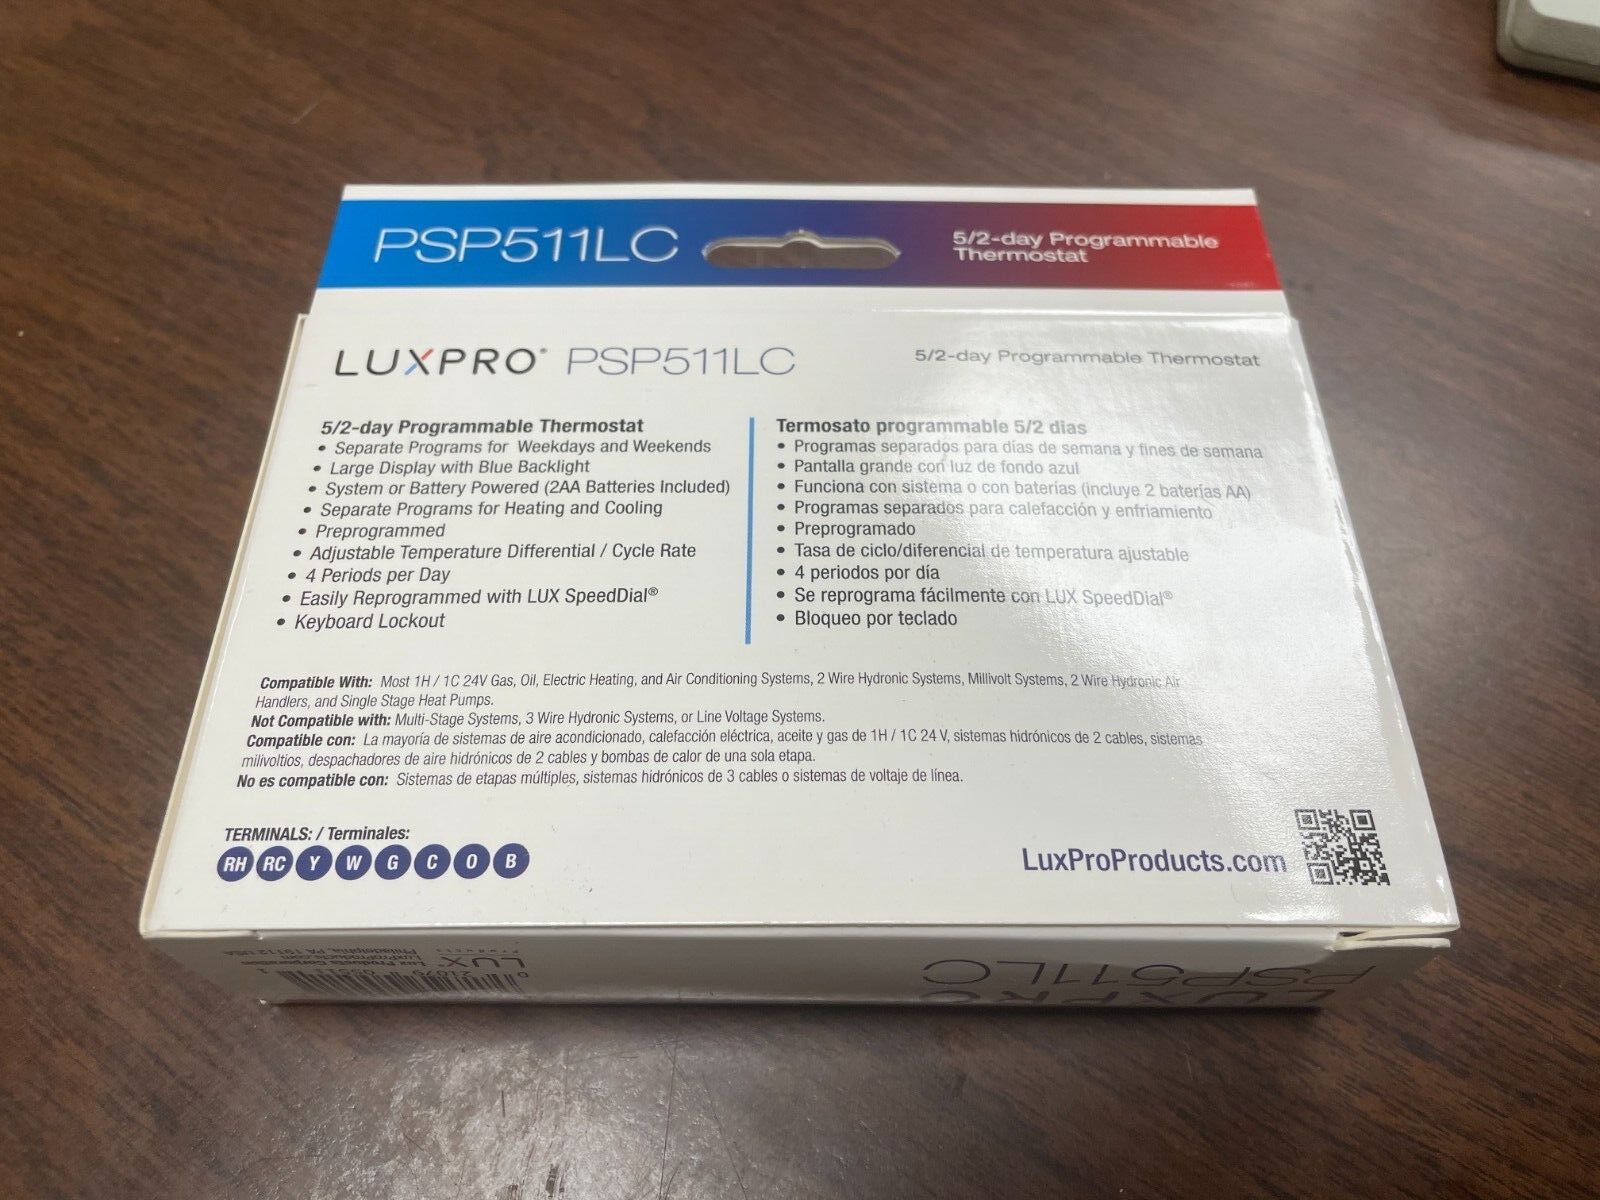 PSP511LC
5/2-day Programmable
Thermostat
LUXPRO® PSP511LC
5/2-day Programmable Thermostat
5/2-day Programmable Thermostat
• Separate Programs for Weekdays and Weekends
• Large Display with Blue Backlight
• System or Battery Powered (2AA Batteries Included)
• Separate Programs for Heating and Cooling
• Preprogrammed
• Adjustable Temperature Differential / Cycle Rate
• 4 Periods per Day
• Easily Reprogrammed with LUX SpeedDial®
• Keyboard Lockout
Termosato programmable 5/2 dias
• Programas separados para días de semana y fines de semana
• Pantalla grande con luz de fondo azul
• Funciona con sistema o con baterías (incluye 2 baterías AA)
• Programas separados para calefacción y enfriamiento
• Preprogramado
• Tasa de ciclo/diferencial de temperatura ajustable
• 4 periodos por día
• Se reprograma fácilmente con LUX SpeedDial®
• Bloqueo por teclado
Compatible With: Most 1H / 1C 24V Gas, Oil, Electric Heating, and Air Conditioning Systems, 2 Wire Hydronic Systems, Millivolt Systems, 2 Wire Hydronic Air
Handlers, and Single Stage Heat Pumps.
Not Compatible with: Multi-Stage Systems, 3 Wire Hydronic Systems, or Line Voltage Systems.
Compatible con: La mayoría de sistemas de aire acondicionado, calefacción eléctrica, aceite y gas de 1H / 1C 24 V, sistemas hidrónicos de 2 cables, sistemas
milivoltios, despachadores de aire hidrónicos de 2 cables y bombas de calor de una sola etapa.
No es compatible con: Sistemas de etapas múltiples, sistemas hidrónicos de 3 cables o sistemas de voltaje de línea.
TERMINALS: / Terminales:
RH RC Y W G C O B
LuxProProducts.com
LUXPRO
PSP511LC
LUX
Lux Products Corporation
LuxProProducts.com
Philadelphia, PA 19112 USA